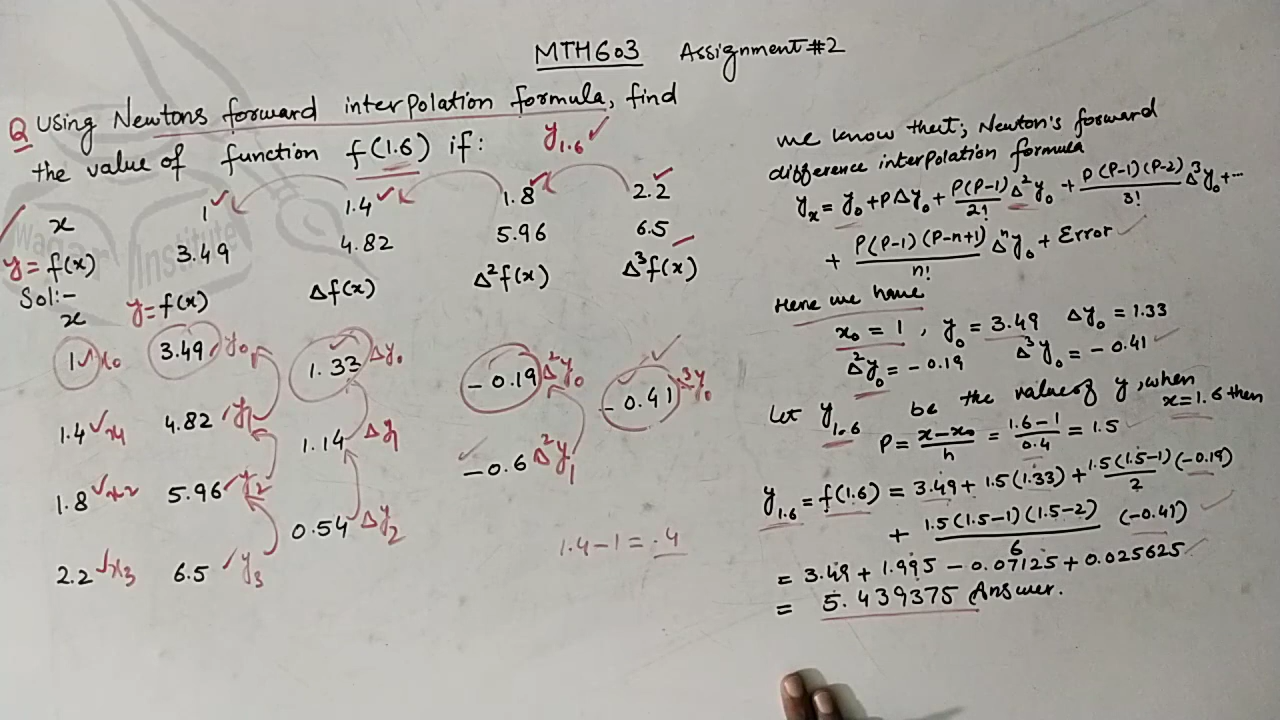 MTH603 Assignment #2
Q Using Newtons forward interpolation formula, find
the value of function f(1.6) if: y1.6 ✓
x 1 1.4 1.8 2.2
y = f(x) 3.49 4.82 5.96 6.5
Sol:-
x y = f(x) Δf(x) Δ²f(x) Δ³f(x)
1 x0 3.49 y0 1.33 Δy0 -0.19 Δ²y0 -0.41 Δ³y0
1.4 x1 4.82 y1 1.14 Δy1 -0.6 Δ²y1
1.8 x2 5.96 y2 0.54 Δy2
2.2 x3 6.5 y3
1.4-1 = .4
we know that; Newton's forward
difference interpolation formula
yx = y0 + PΔy0 + P(P-1)/2! Δ²y0 + P(P-1)(P-2)/3! Δ³y0 + ...
+ P(P-1)(P-n+1)/n! Δⁿy0 + Error
Here we have
x0 = 1, y0 = 3.49 Δy0 = 1.33
Δ²y0 = -0.19 Δ³y0 = -0.41
Let y1.6 be the value of y, when
x = 1.6 then
P = x-x0/h = 1.6-1/0.4 = 1.5
y1.6 = f(1.6) = 3.49 + 1.5(1.33) + 1.5(1.5-1)/2 (-0.19)
+ 1.5(1.5-1)(1.5-2)/6 (-0.41)
= 3.49 + 1.995 - 0.07125 + 0.025625
= 5.439375 Answer.
Waqar
Institute